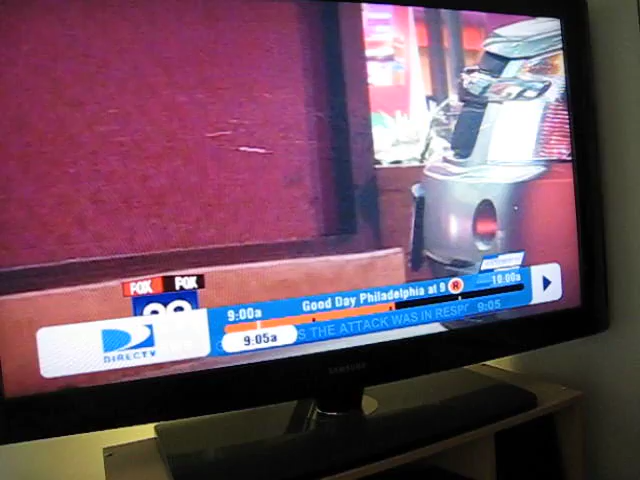 FOX FOX
29
9:00a Good Day Philadelphia at 9 R 10:00a
DIRECTV 9:05a S THE ATTACK WAS IN RESP 9:05
SAMSUNG